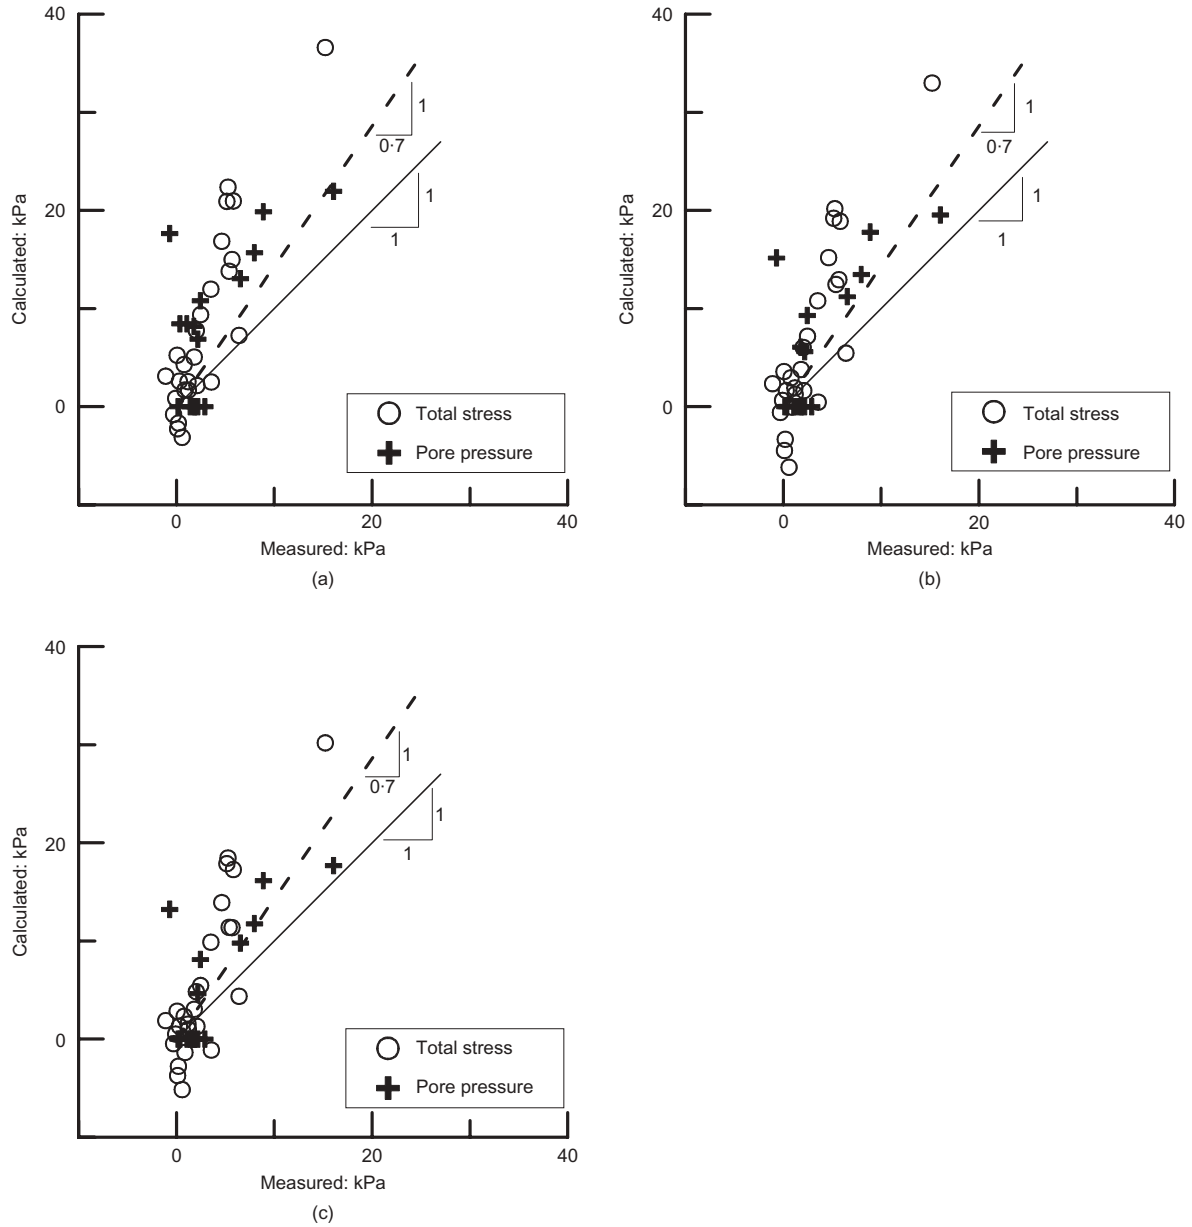 40
20
0
Calculated: kPa
1
0·7
1
1
Total stress
Pore pressure
0
20
40
Measured: kPa
(a)
40
20
0
Calculated: kPa
1
0·7
1
1
Total stress
Pore pressure
0
20
40
Measured: kPa
(b)
40
20
0
Calculated: kPa
1
0·7
1
1
Total stress
Pore pressure
0
20
40
Measured: kPa
(c)